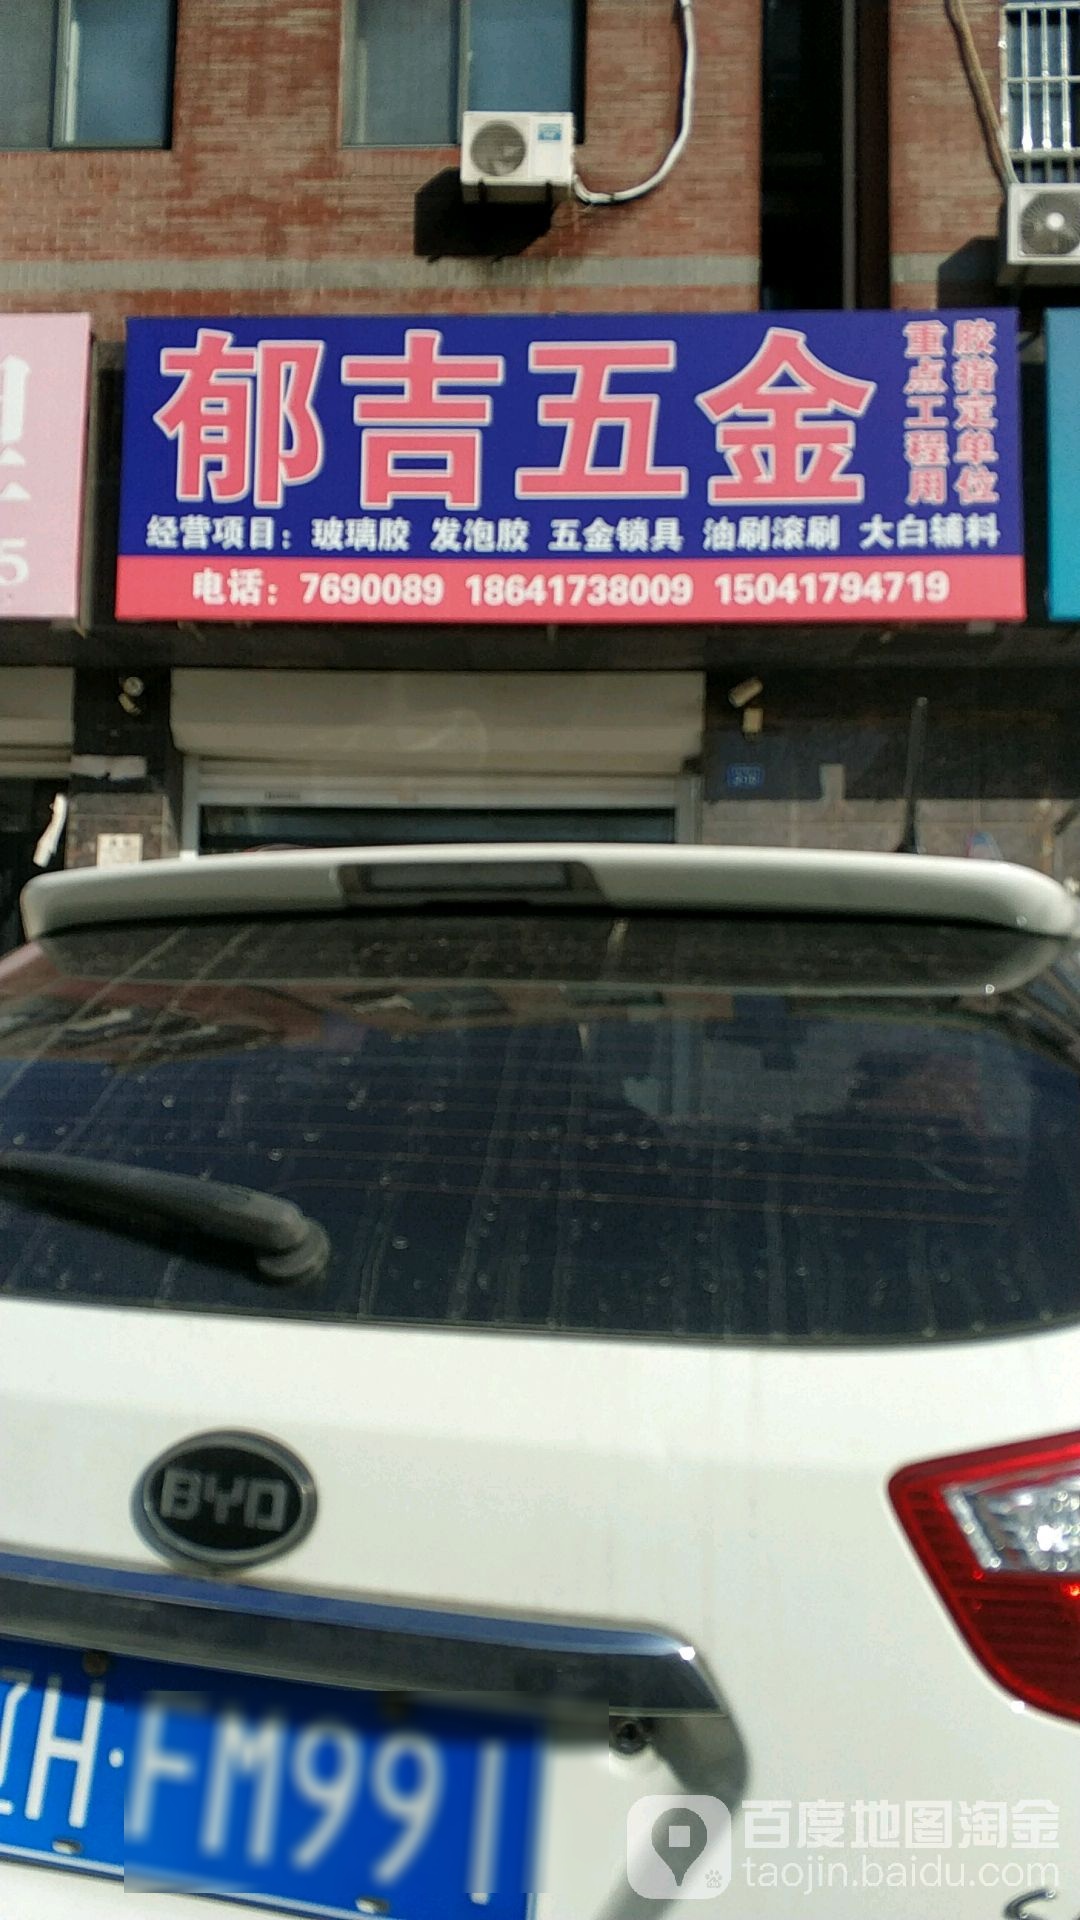 郁吉五金
重点工程用
胶指定单位
经营项目：玻璃胶 发泡胶 五金锁具 油刷滚刷 大白辅料
电话：7690089 18641738009 15041794719
5
BYD
H·FM991
百度地图淘金
taojin.baidu.com